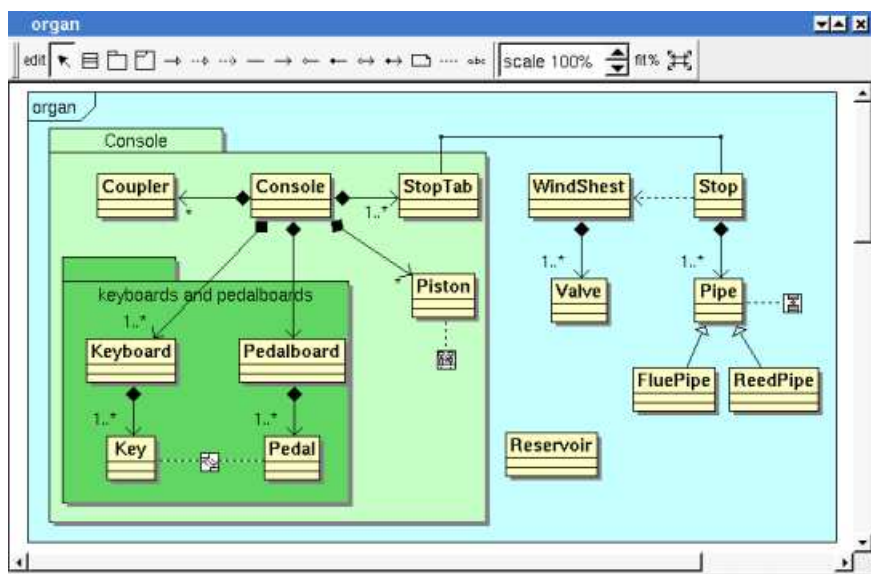 organ
edit
abc
scale 100%
fit%
organ
Console
Coupler
Console
StopTab
WindShest
Stop
*
1..*
1..*
1..*
keyboards and pedalboards
Piston
*
Valve
Pipe
1..*
Keyboard
Pedalboard
FluePipe
ReedPipe
1..*
1..*
Key
Pedal
Reservoir